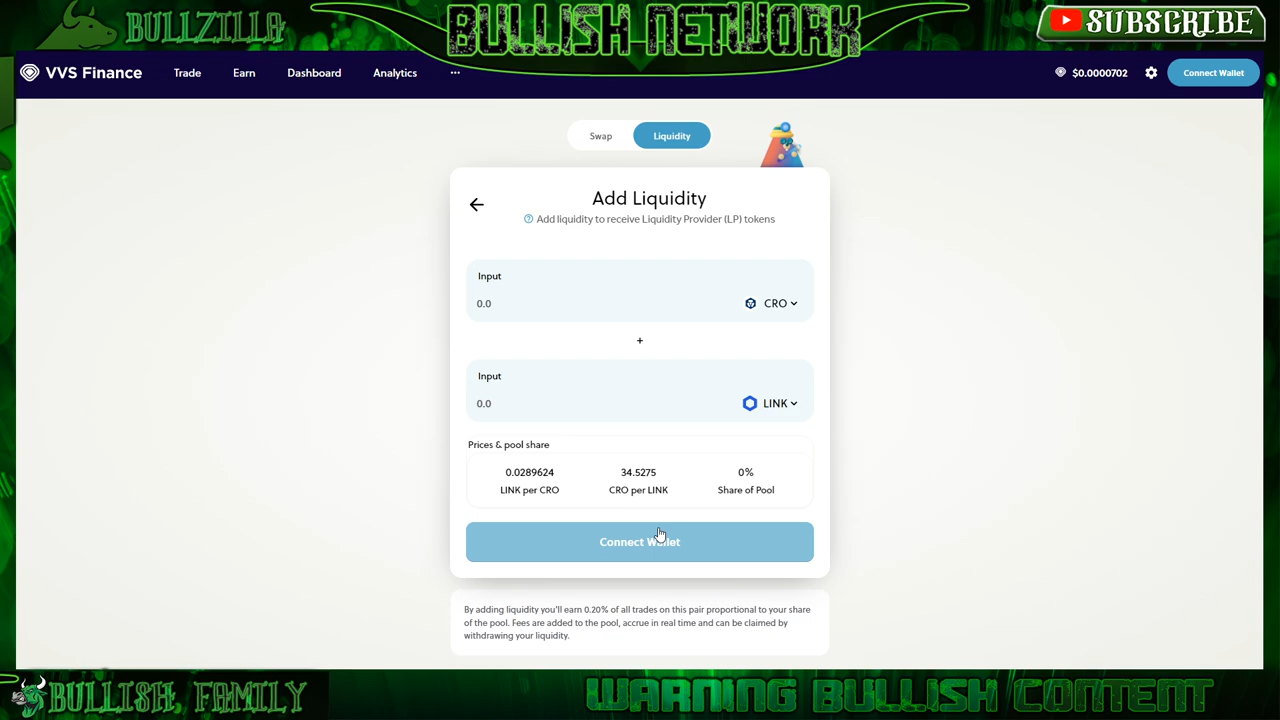 BULLZILLA
BULLISH NETWORK
SUBSCRIBE
VVS Finance Trade Earn Dashboard Analytics ··· $0.0000702 Connect Wallet
Swap Liquidity
Add Liquidity
Add liquidity to receive Liquidity Provider (LP) tokens
Input
0.0 CRO
+
Input
0.0 LINK
Prices & pool share
0.0289624 34.5275 0%
LINK per CRO CRO per LINK Share of Pool
Connect Wallet
By adding liquidity you'll earn 0.20% of all trades on this pair proportional to your share
of the pool. Fees are added to the pool, accrue in real time and can be claimed by
withdrawing your liquidity.
BULLISH FAMILY
WARNING BULLISH CONTENT